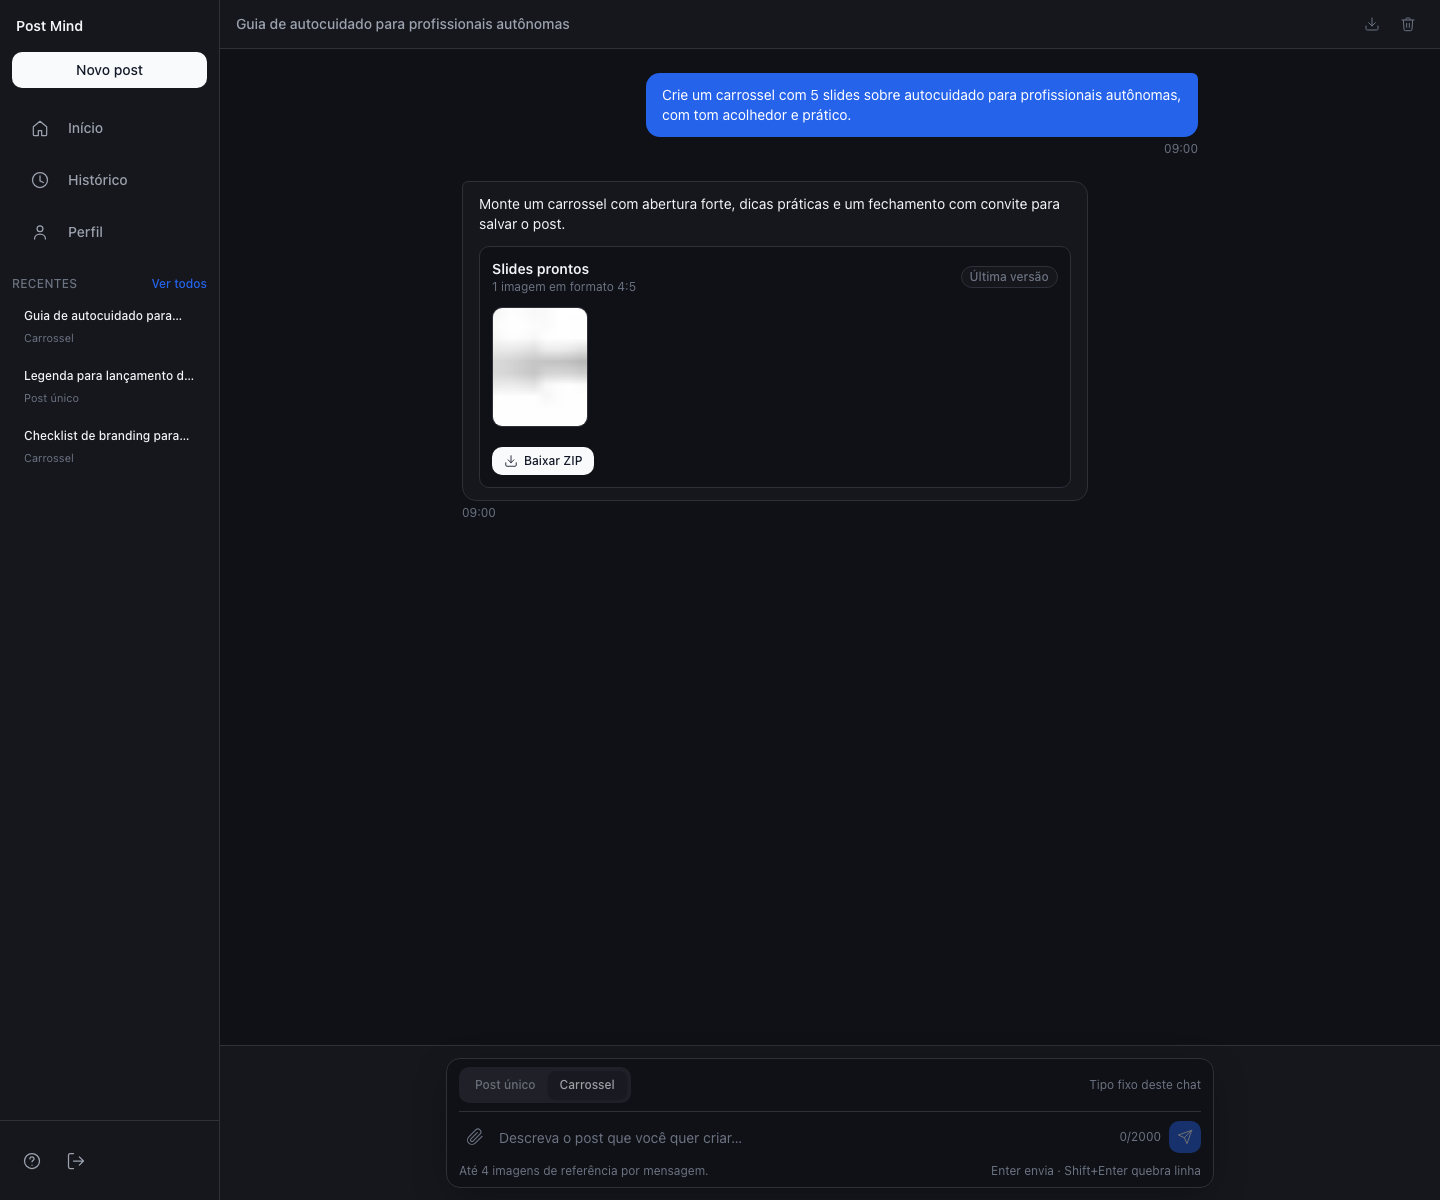 Post Mind
Novo post
Início
Histórico
Perfil
RECENTES
Ver todos
Guia de autocuidado para...
Carrossel
Legenda para lançamento d...
Post único
Checklist de branding para...
Carrossel
Guia de autocuidado para profissionais autônomas
Crie um carrossel com 5 slides sobre autocuidado para profissionais autônomas,
com tom acolhedor e prático.
09:00
Monte um carrossel com abertura forte, dicas práticas e um fechamento com convite para
salvar o post.
Slides prontos
1 imagem em formato 4:5
Última versão
Baixar ZIP
09:00
Post único
Carrossel
Tipo fixo deste chat
Descreva o post que você quer criar...
0/2000
Até 4 imagens de referência por mensagem.
Enter envia · Shift+Enter quebra linha